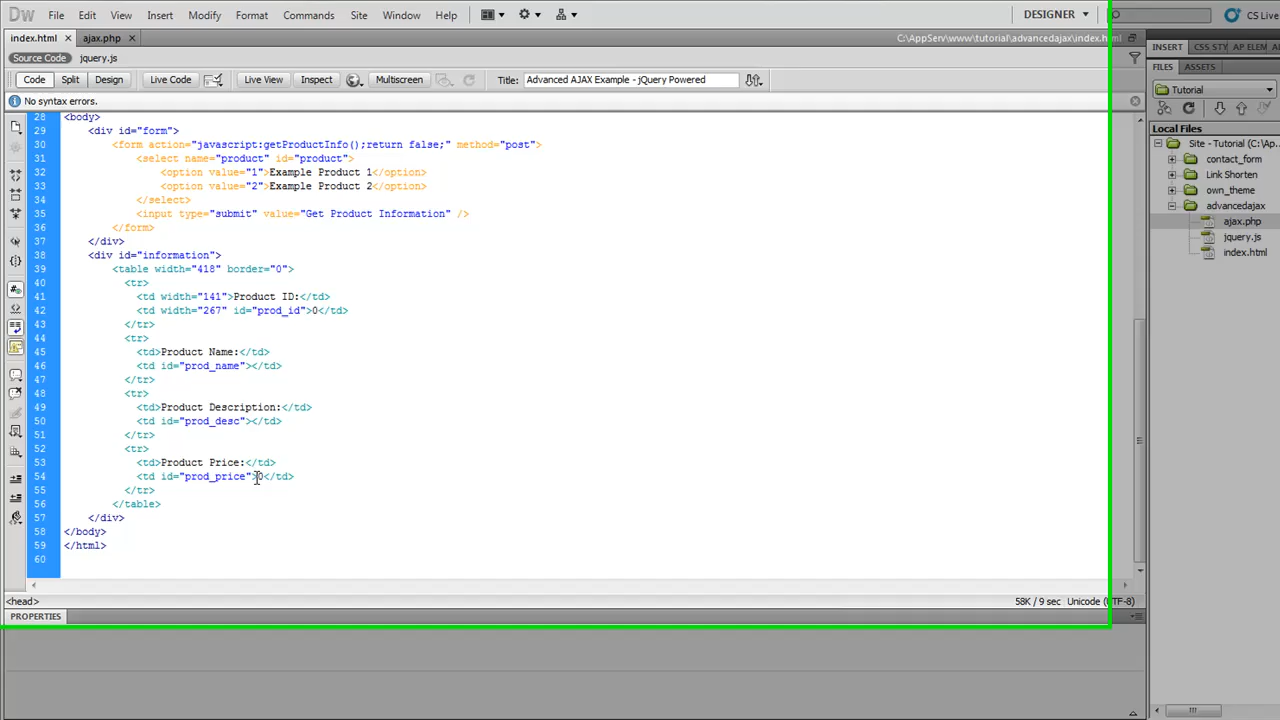 Dw File Edit View Insert Modify Format Commands Site Window Help DESIGNER CS Live
index.html × ajax.php × C:\AppServ\www\tutorial\advancedajax\index.html
INSERT CSS STY AP ELEM
Source Code jquery.js
FILES ASSETS
Code Split Design Live Code Live View Inspect Multiscreen Title: Advanced AJAX Example - jQuery Powered
Tutorial
No syntax errors.
Local Files
Site - Tutorial (C:\Ap...
contact_form
Link Shorten
own_theme
advancedajax
ajax.php
jquery.js
index.html
28 <body>
29 <div id="form">
30 <form action="javascript:getProductInfo();return false;" method="post">
31 <select name="product" id="product">
32 <option value="1">Example Product 1</option>
33 <option value="2">Example Product 2</option>
34 </select>
35 <input type="submit" value="Get Product Information" />
36 </form>
37 </div>
38 <div id="information">
39 <table width="418" border="0">
40 <tr>
41 <td width="141">Product ID:</td>
42 <td width="267" id="prod_id">0</td>
43 </tr>
44 <tr>
45 <td>Product Name:</td>
46 <td id="prod_name"></td>
47 </tr>
48 <tr>
49 <td>Product Description:</td>
50 <td id="prod_desc"></td>
51 </tr>
52 <tr>
53 <td>Product Price:</td>
54 <td id="prod_price">0</td>
55 </tr>
56 </table>
57 </div>
58 </body>
59 </html>
60
<head> 58K / 9 sec Unicode (UTF-8)
PROPERTIES